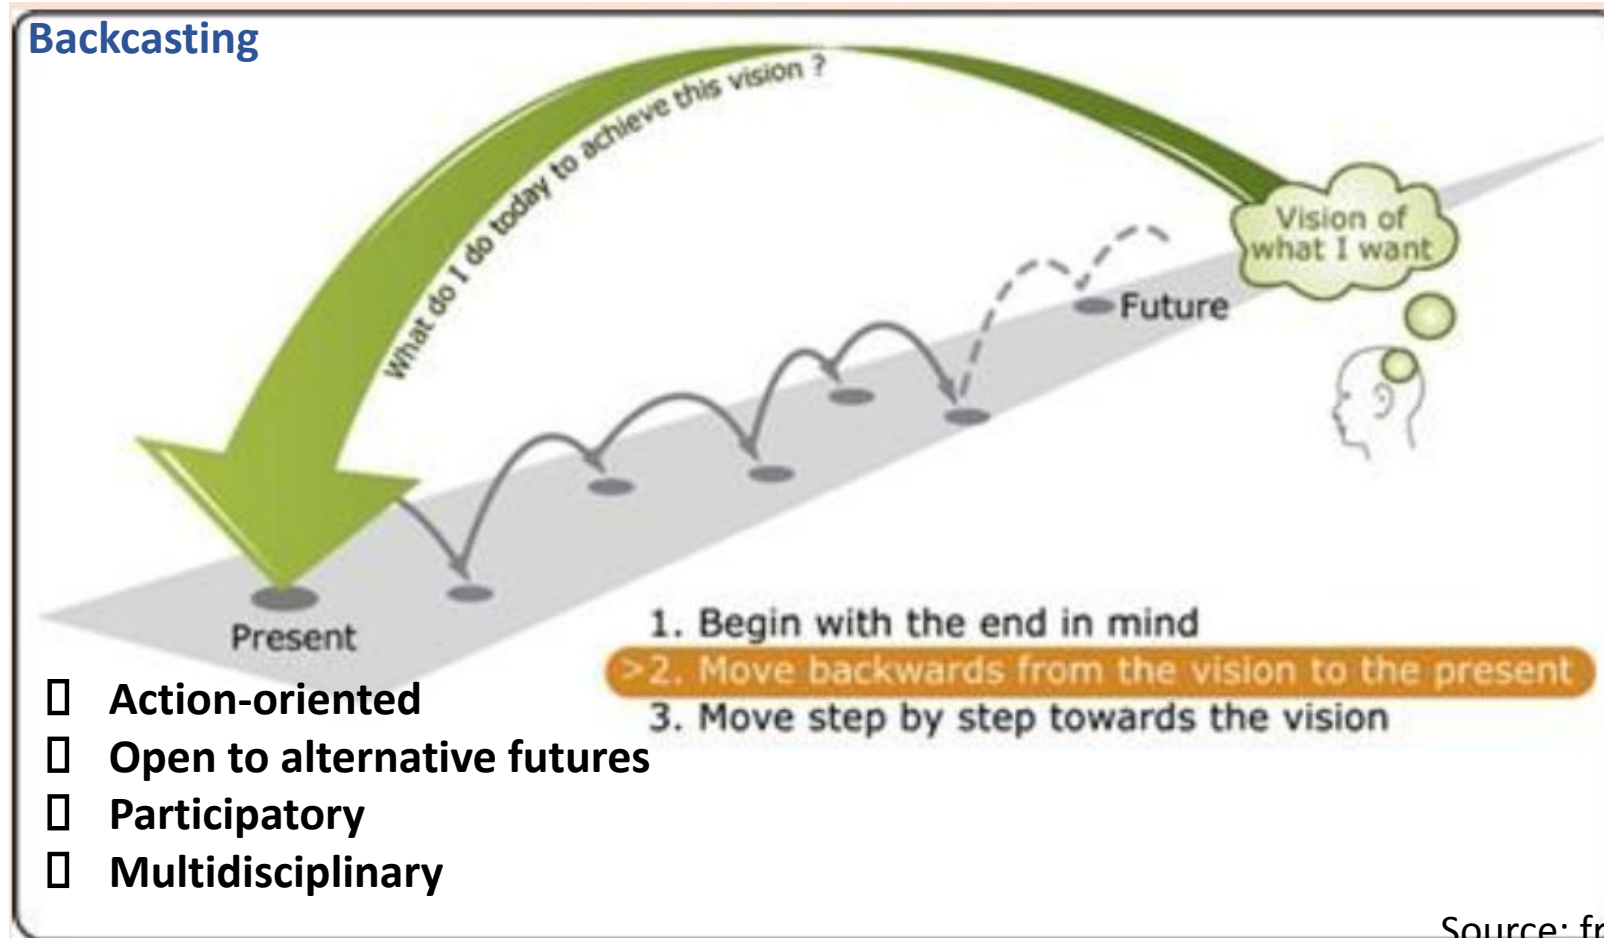 Backcasting
What do I do today to achieve this vision ?
Vision of
what I want
Future
Present
1. Begin with the end in mind
>2. Move backwards from the vision to the present
3. Move step by step towards the vision
Action-oriented
Open to alternative futures
Participatory
Multidisciplinary
Source: